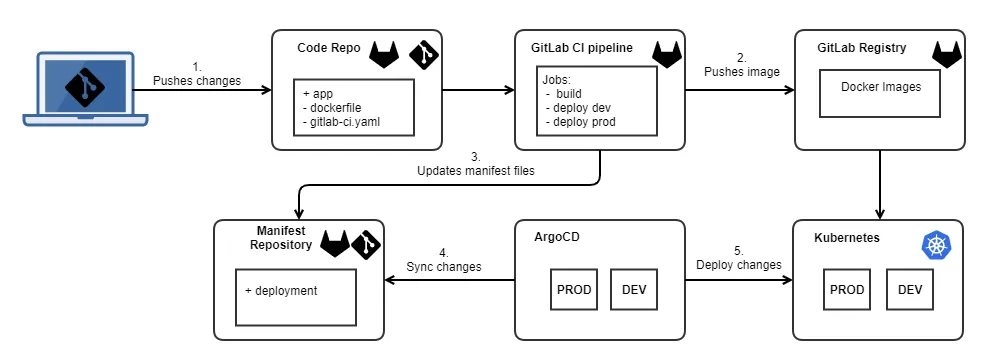 1.
Pushes changes
Code Repo
+ app
- dockerfile
- gitlab-ci.yaml
GitLab CI pipeline
Jobs:
- build
- deploy dev
- deploy prod
2.
Pushes image
GitLab Registry
Docker Images
3.
Updates manifest files
Manifest
Repository
+ deployment
4.
Sync changes
ArgoCD
PROD
DEV
5.
Deploy changes
Kubernetes
PROD
DEV